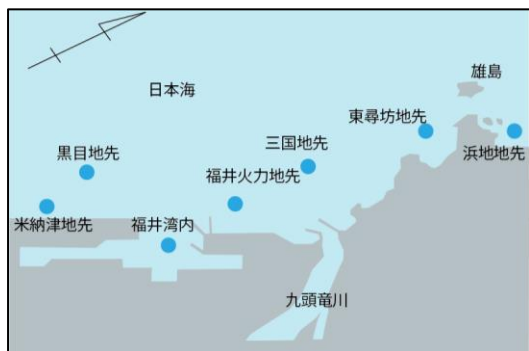 雄島
日本海
東尋坊地先
三国地先
浜地地先
黒目地先
福井火力地先
米納津地先
福井湾内
九頭竜川